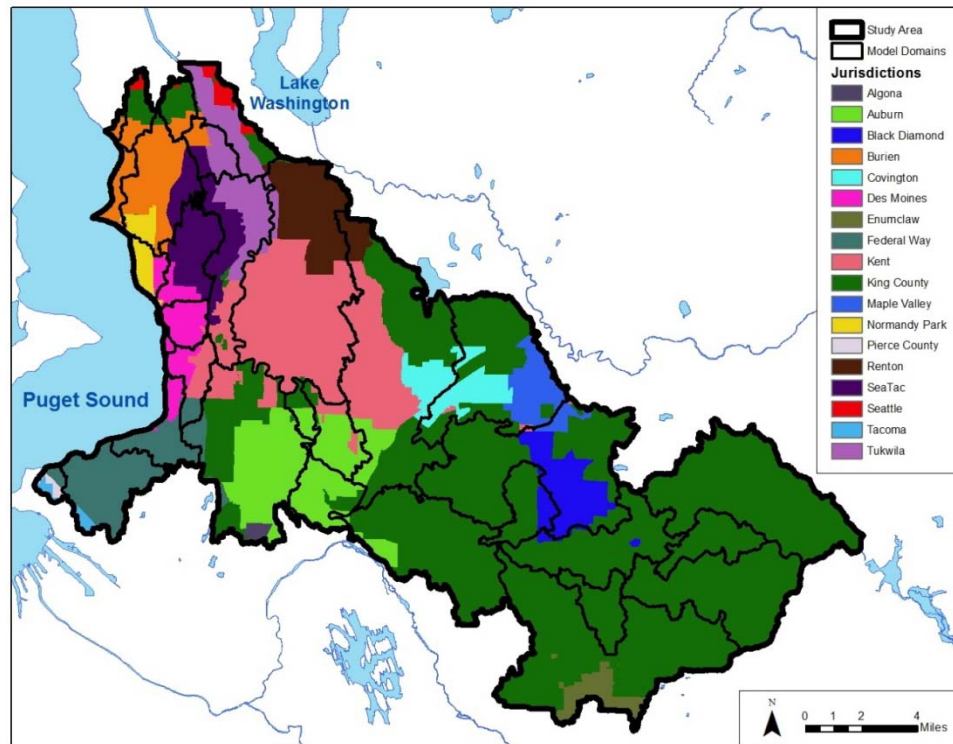 Lake
Washington
Puget Sound
Study Area
Model Domains
Jurisdictions
Algona
Auburn
Black Diamond
Burien
Covington
Des Moines
Enumclaw
Federal Way
Kent
King County
Maple Valley
Normandy Park
Pierce County
Renton
SeaTac
Seattle
Tacoma
Tukwila
N
0 1 2 4
Miles